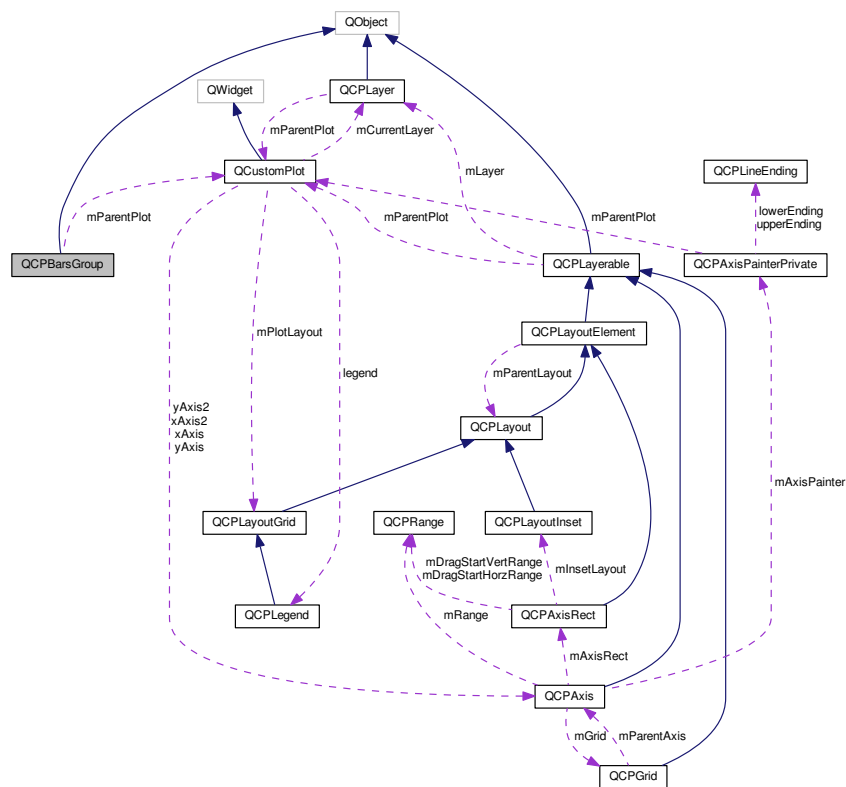 QObject
QWidget
QCPLayer
mParentPlot
mCurrentLayer
QCustomPlot
mLayer
QCPLineEnding
mParentPlot
mParentPlot
mParentPlot
lowerEnding
upperEnding
QCPBarsGroup
QCPLayerable
QCPAxisPainterPrivate
mPlotLayout
QCPLayoutElement
legend
mParentLayout
yAxis2
xAxis2
xAxis
yAxis
QCPLayout
mAxisPainter
QCPLayoutGrid
QCPRange
QCPLayoutInset
mDragStartVertRange
mDragStartHorzRange
mInsetLayout
QCPLegend
mRange
QCPAxisRect
mAxisRect
QCPAxis
mGrid
mParentAxis
QCPGrid